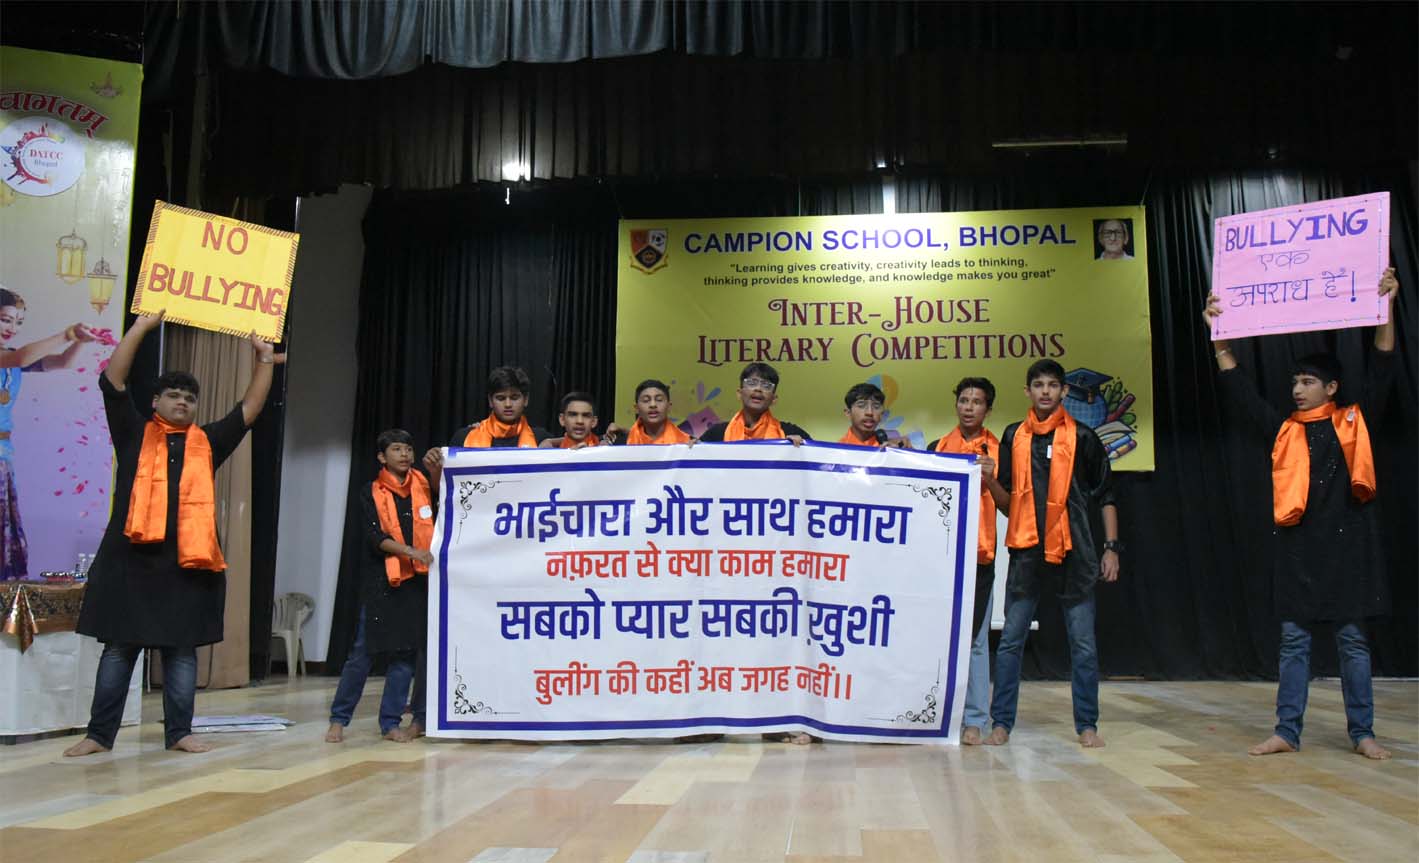 वागतम्
DATCC
Bhopal
NO
BULLYING
CAMPION SCHOOL, BHOPAL
"Learning gives creativity, creativity leads to thinking,
thinking provides knowledge, and knowledge makes you great"
INTER-HOUSE
LITERARY COMPETITIONS
BULLYING
एक
अपराध हैं!
भाईचारा और साथ हमारा
नफ़रत से क्या काम हमारा
सबको प्यार सबकी ख़ुशी
बुलींग की कहीं अब जगह नहीं।।